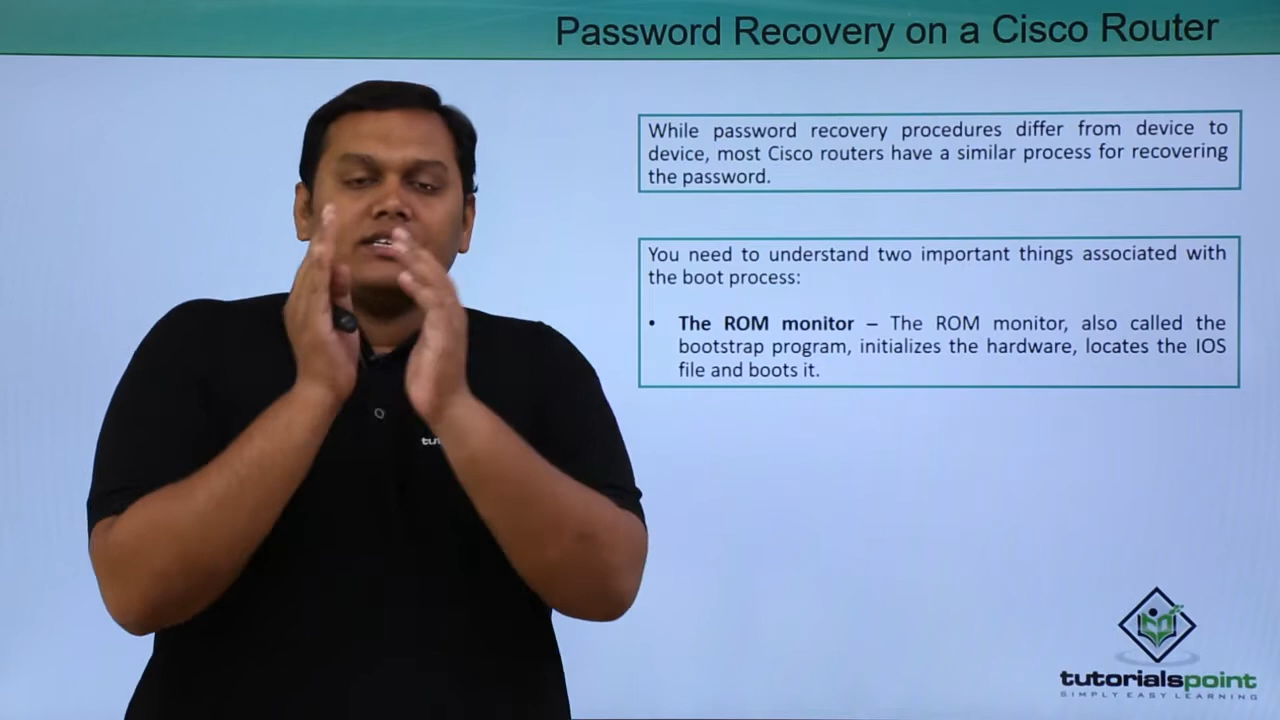 Password Recovery on a Cisco Router
While password recovery procedures differ from device to
device, most Cisco routers have a similar process for recovering
the password.
You need to understand two important things associated with
the boot process:
• The ROM monitor – The ROM monitor, also called the
bootstrap program, initializes the hardware, locates the IOS
file and boots it.
tutorialspoint
SIMPLY EASY LEARNING